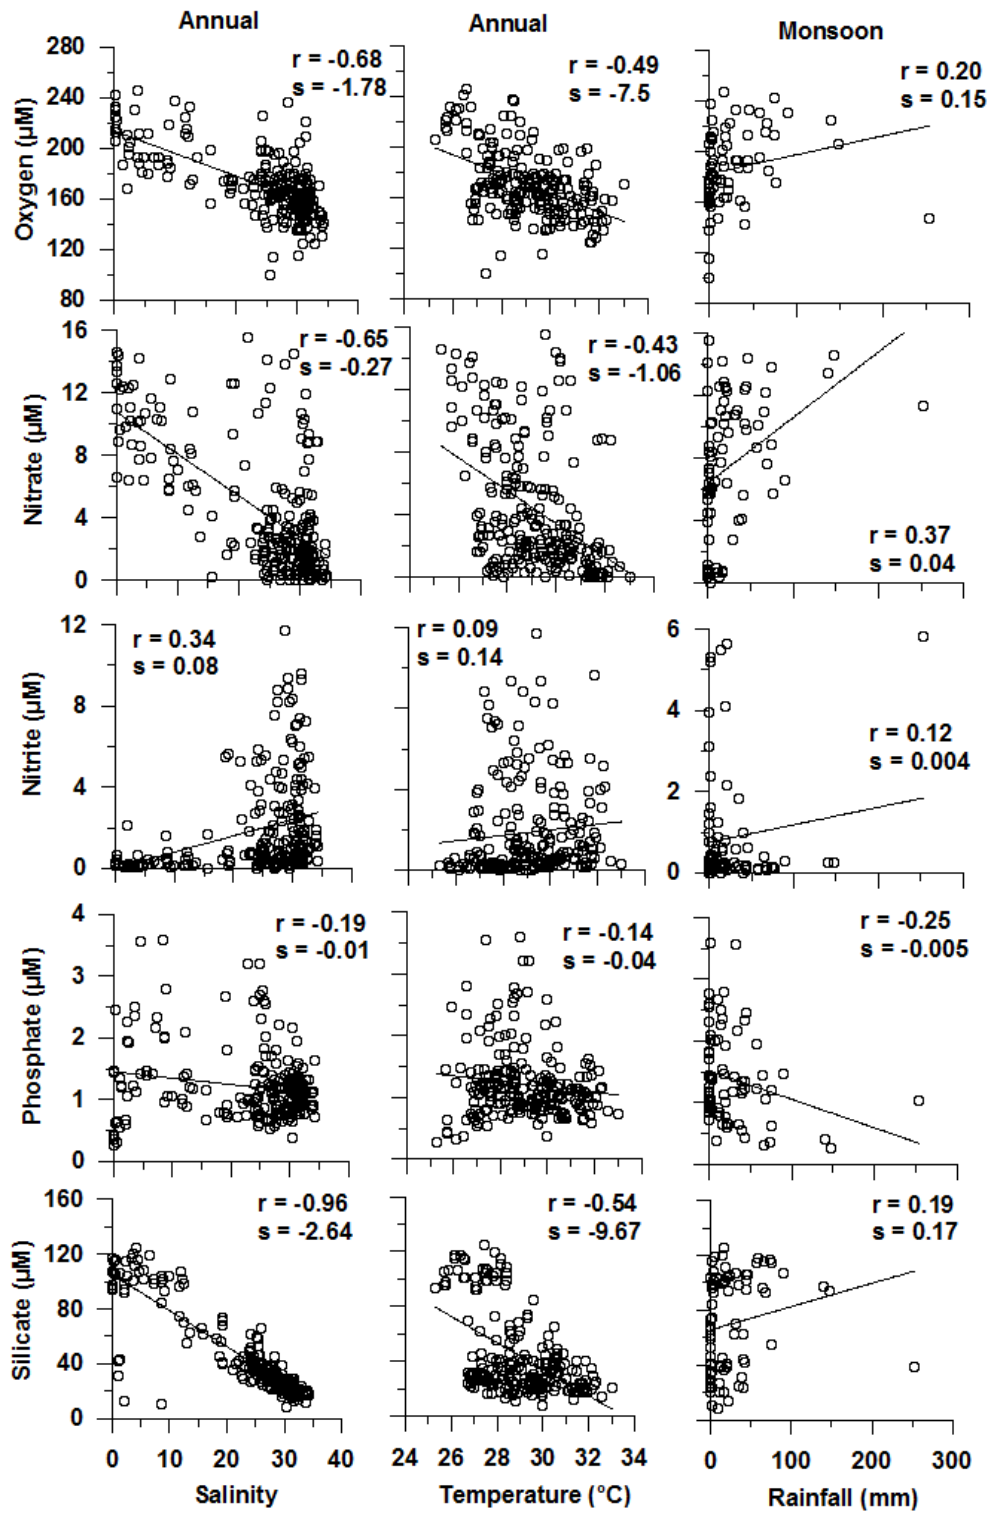 Annual
Annual
Monsoon
280
240
200
160
120
80
Oxygen (µM)
r = -0.68
s = -1.78
r = -0.49
s = -7.5
r = 0.20
s = 0.15
16
12
8
4
0
Nitrate (µM)
r = -0.65
s = -0.27
r = -0.43
s = -1.06
r = 0.37
s = 0.04
12
8
4
0
Nitrite (µM)
r = 0.34
s = 0.08
r = 0.09
s = 0.14
6
4
2
0
r = 0.12
s = 0.004
4
3
2
1
0
Phosphate (µM)
r = -0.19
s = -0.01
r = -0.14
s = -0.04
r = -0.25
s = -0.005
160
120
80
40
0
Silicate (µM)
r = -0.96
s = -2.64
r = -0.54
s = -9.67
r = 0.19
s = 0.17
0 10 20 30 40
24 26 28 30 32 34
0 100 200 300
Salinity
Temperature (°C)
Rainfall (mm)